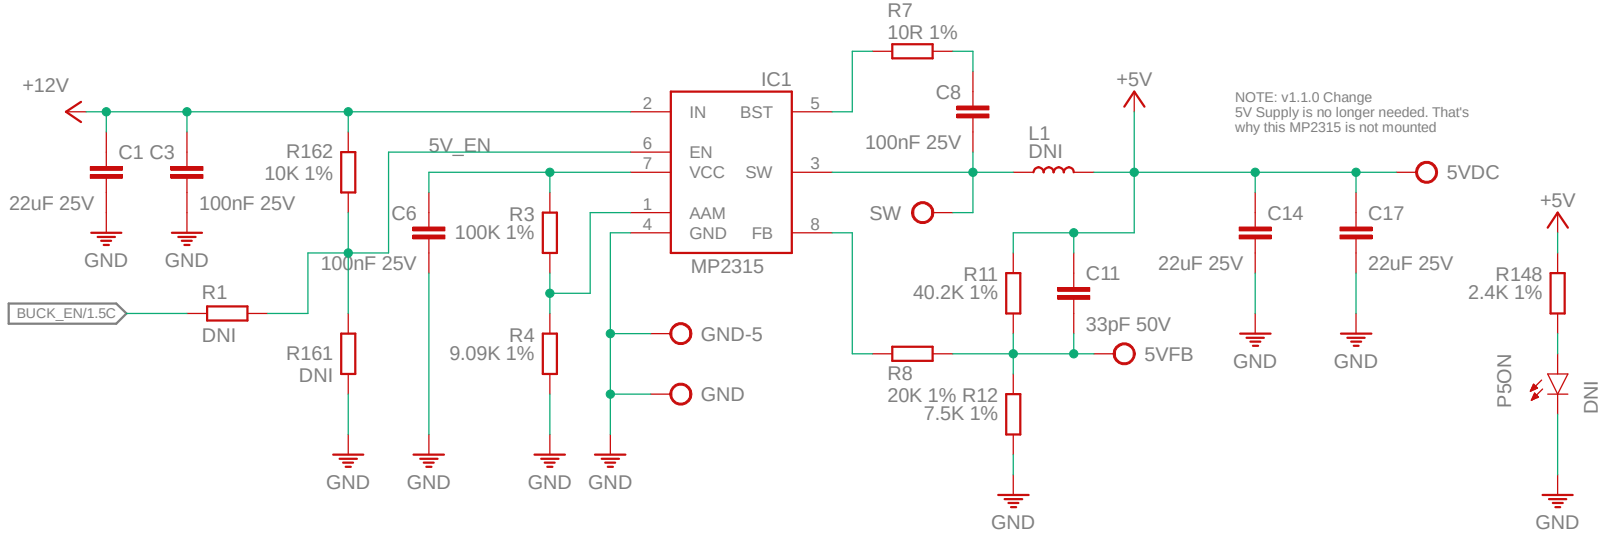 R7
10R 1%
+12V
IC1
+5V
NOTE: v1.1.0 Change
5V Supply is no longer needed. That's
why this MP2315 is not mounted
2
IN
BST
5
C8
100nF 25V
L1
DNI
C1
C3
22uF 25V
100nF 25V
GND
GND
R162
10K 1%
5V_EN
6
EN
7
VCC
SW
3
5VDC
1
AAM
4
GND
FB
8
MP2315
SW
C6
100nF 25V
R3
100K 1%
C14
22uF 25V
C17
22uF 25V
+5V
R11
40.2K 1%
C11
33pF 50V
R148
2.4K 1%
BUCK_EN/1.5C
R1
DNI
R161
DNI
R4
9.09K 1%
GND-5
GND
R8
20K 1%
R12
7.5K 1%
5VFB
GND
GND
P5ON
DNI
GND
GND
GND
GND
GND
GND